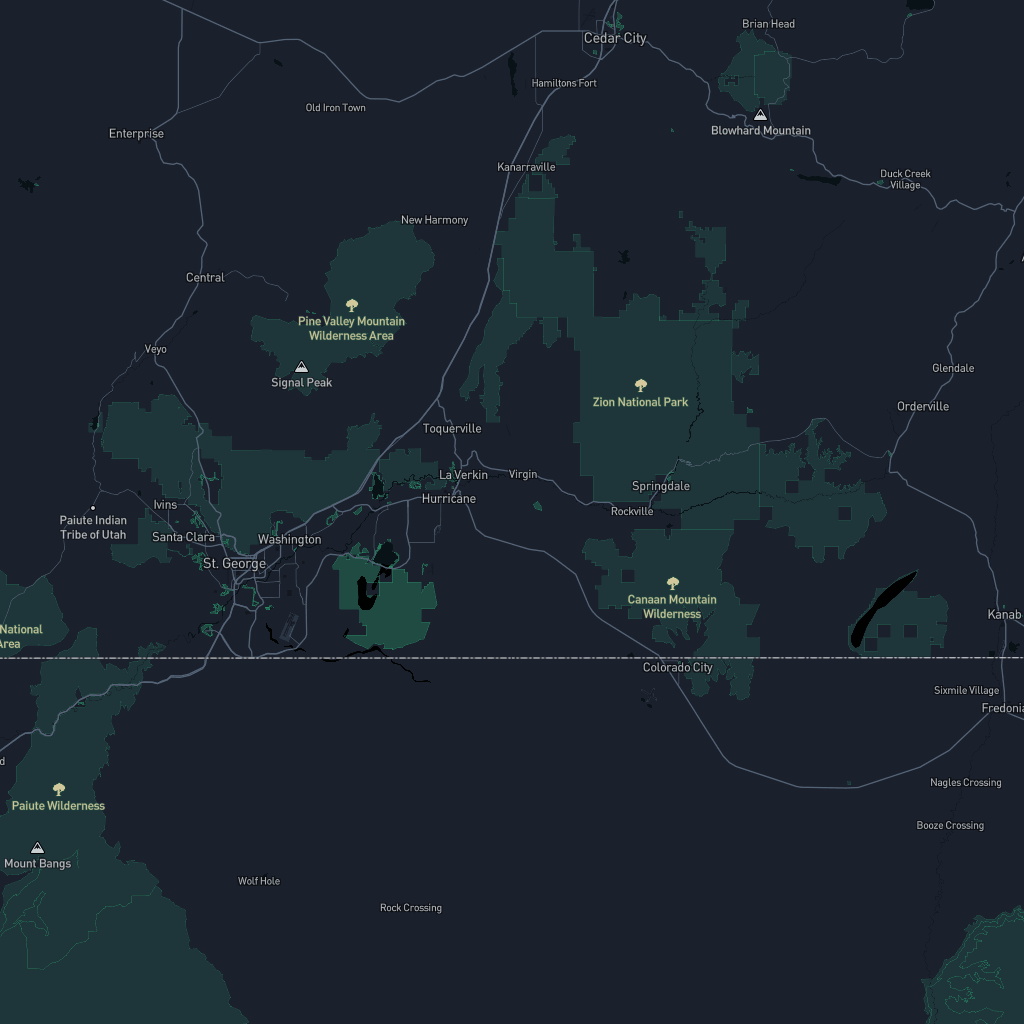 Brian Head
Cedar City
Hamiltons Fort
Old Iron Town
Blowhard Mountain
Enterprise
Kanarraville
Duck Creek
Village
New Harmony
Central
Pine Valley Mountain
Wilderness Area
Veyo
Signal Peak
Glendale
Zion National Park
Orderville
Toquerville
La Verkin
Virgin
Springdale
Hurricane
Ivins
Rockville
Paiute Indian
Tribe of Utah
Santa Clara
Washington
St. George
Canaan Mountain
Wilderness
Kanab
National
Area
Colorado City
Sixmile Village
Fredonia
d
Nagles Crossing
Paiute Wilderness
Booze Crossing
Mount Bangs
Wolf Hole
Rock Crossing